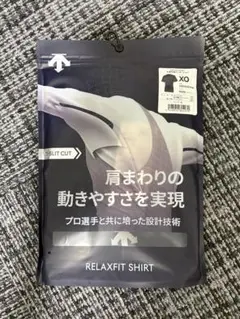 XO
SPLIT CUT
肩まわりの
動きやすさを実現
プロ選手と共に培った設計技術
RELAXFIT SHIRT